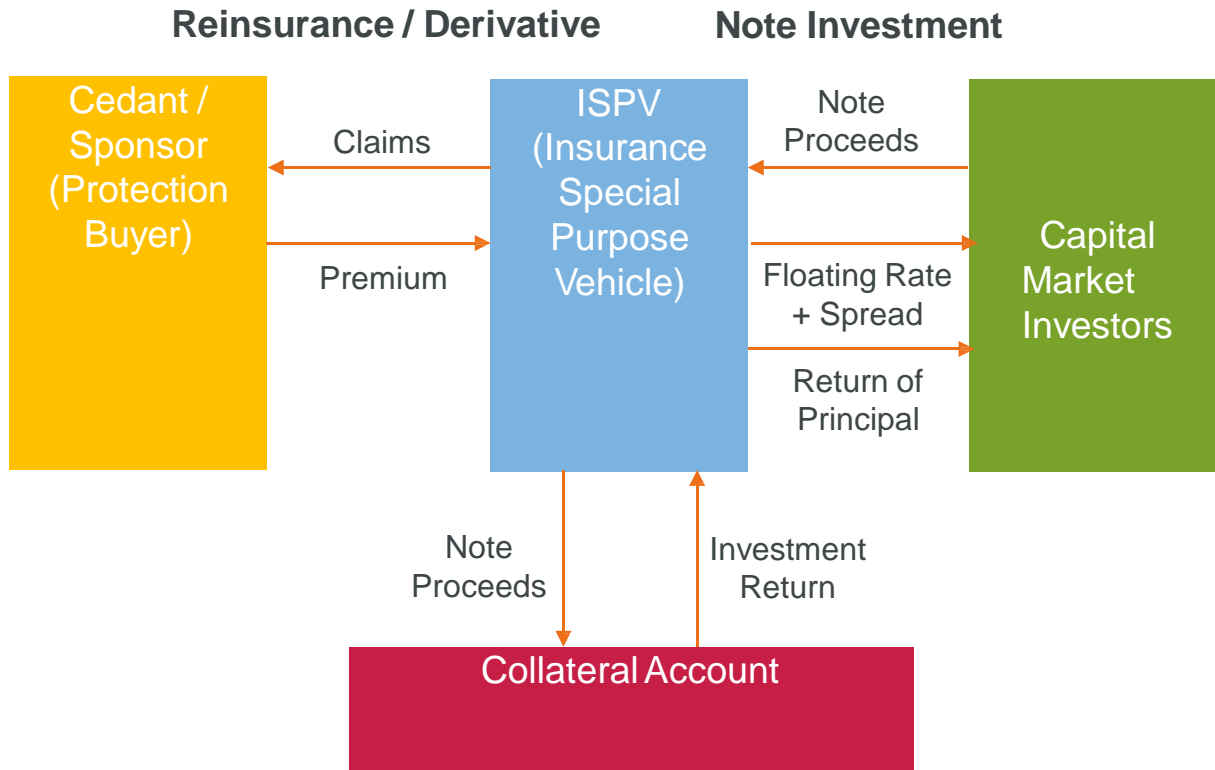 Reinsurance / Derivative
Note Investment
Cedant /
Sponsor
(Protection
Buyer)
Claims
Premium
ISPV
(Insurance
Special
Purpose
Vehicle)
Note
Proceeds
Floating Rate
+ Spread
Return of
Principal
Capital
Market
Investors
Note
Proceeds
Investment
Return
Collateral Account